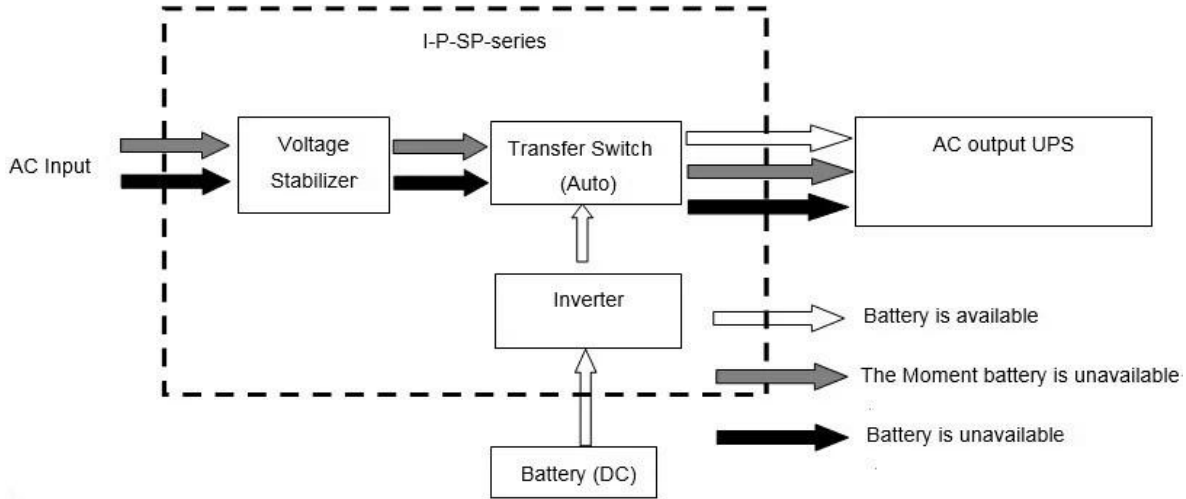 I-P-SP-series
AC Input
Voltage
Stabilizer
Transfer Switch
(Auto)
AC output UPS
Inverter
Battery is available
The Moment battery is unavailable
Battery is unavailable
Battery (DC)